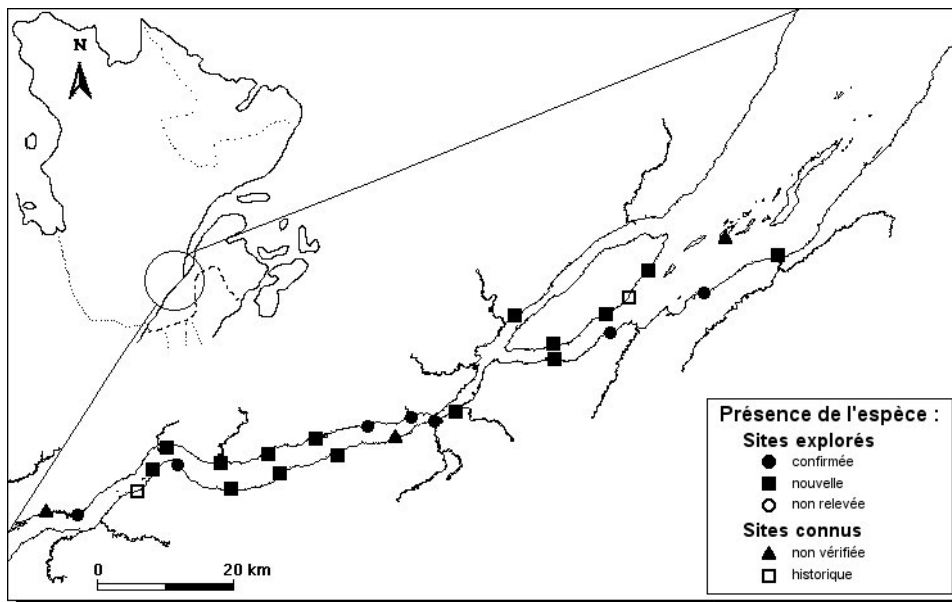 N
Présence de l'espèce :
Sites explorés
confirmée
nouvelle
non relevée
Sites connus
non vérifiée
historique
0 20 km